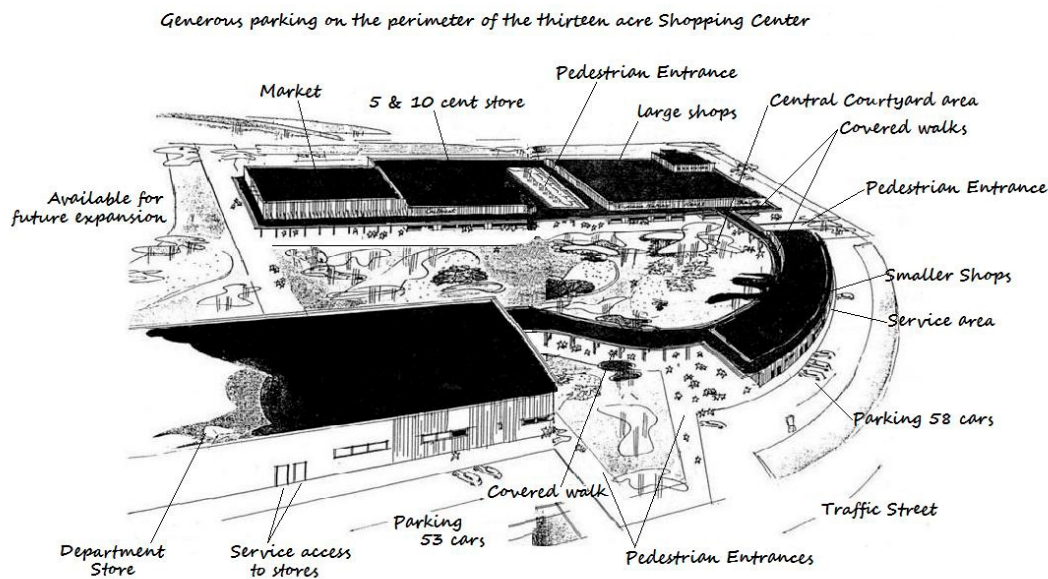 Generous parking on the perimeter of the thirteen acre Shopping Center
Pedestrian Entrance
Market
5 & 10 cent store
large shops
Central Courtyard area
Covered walks
Available for
future expansion
Pedestrian Entrance
Smaller Shops
Service area
Parking 58 cars
Covered walk
Traffic Street
Parking
53 cars
Department
Store
Service access
to stores
Pedestrian Entrances